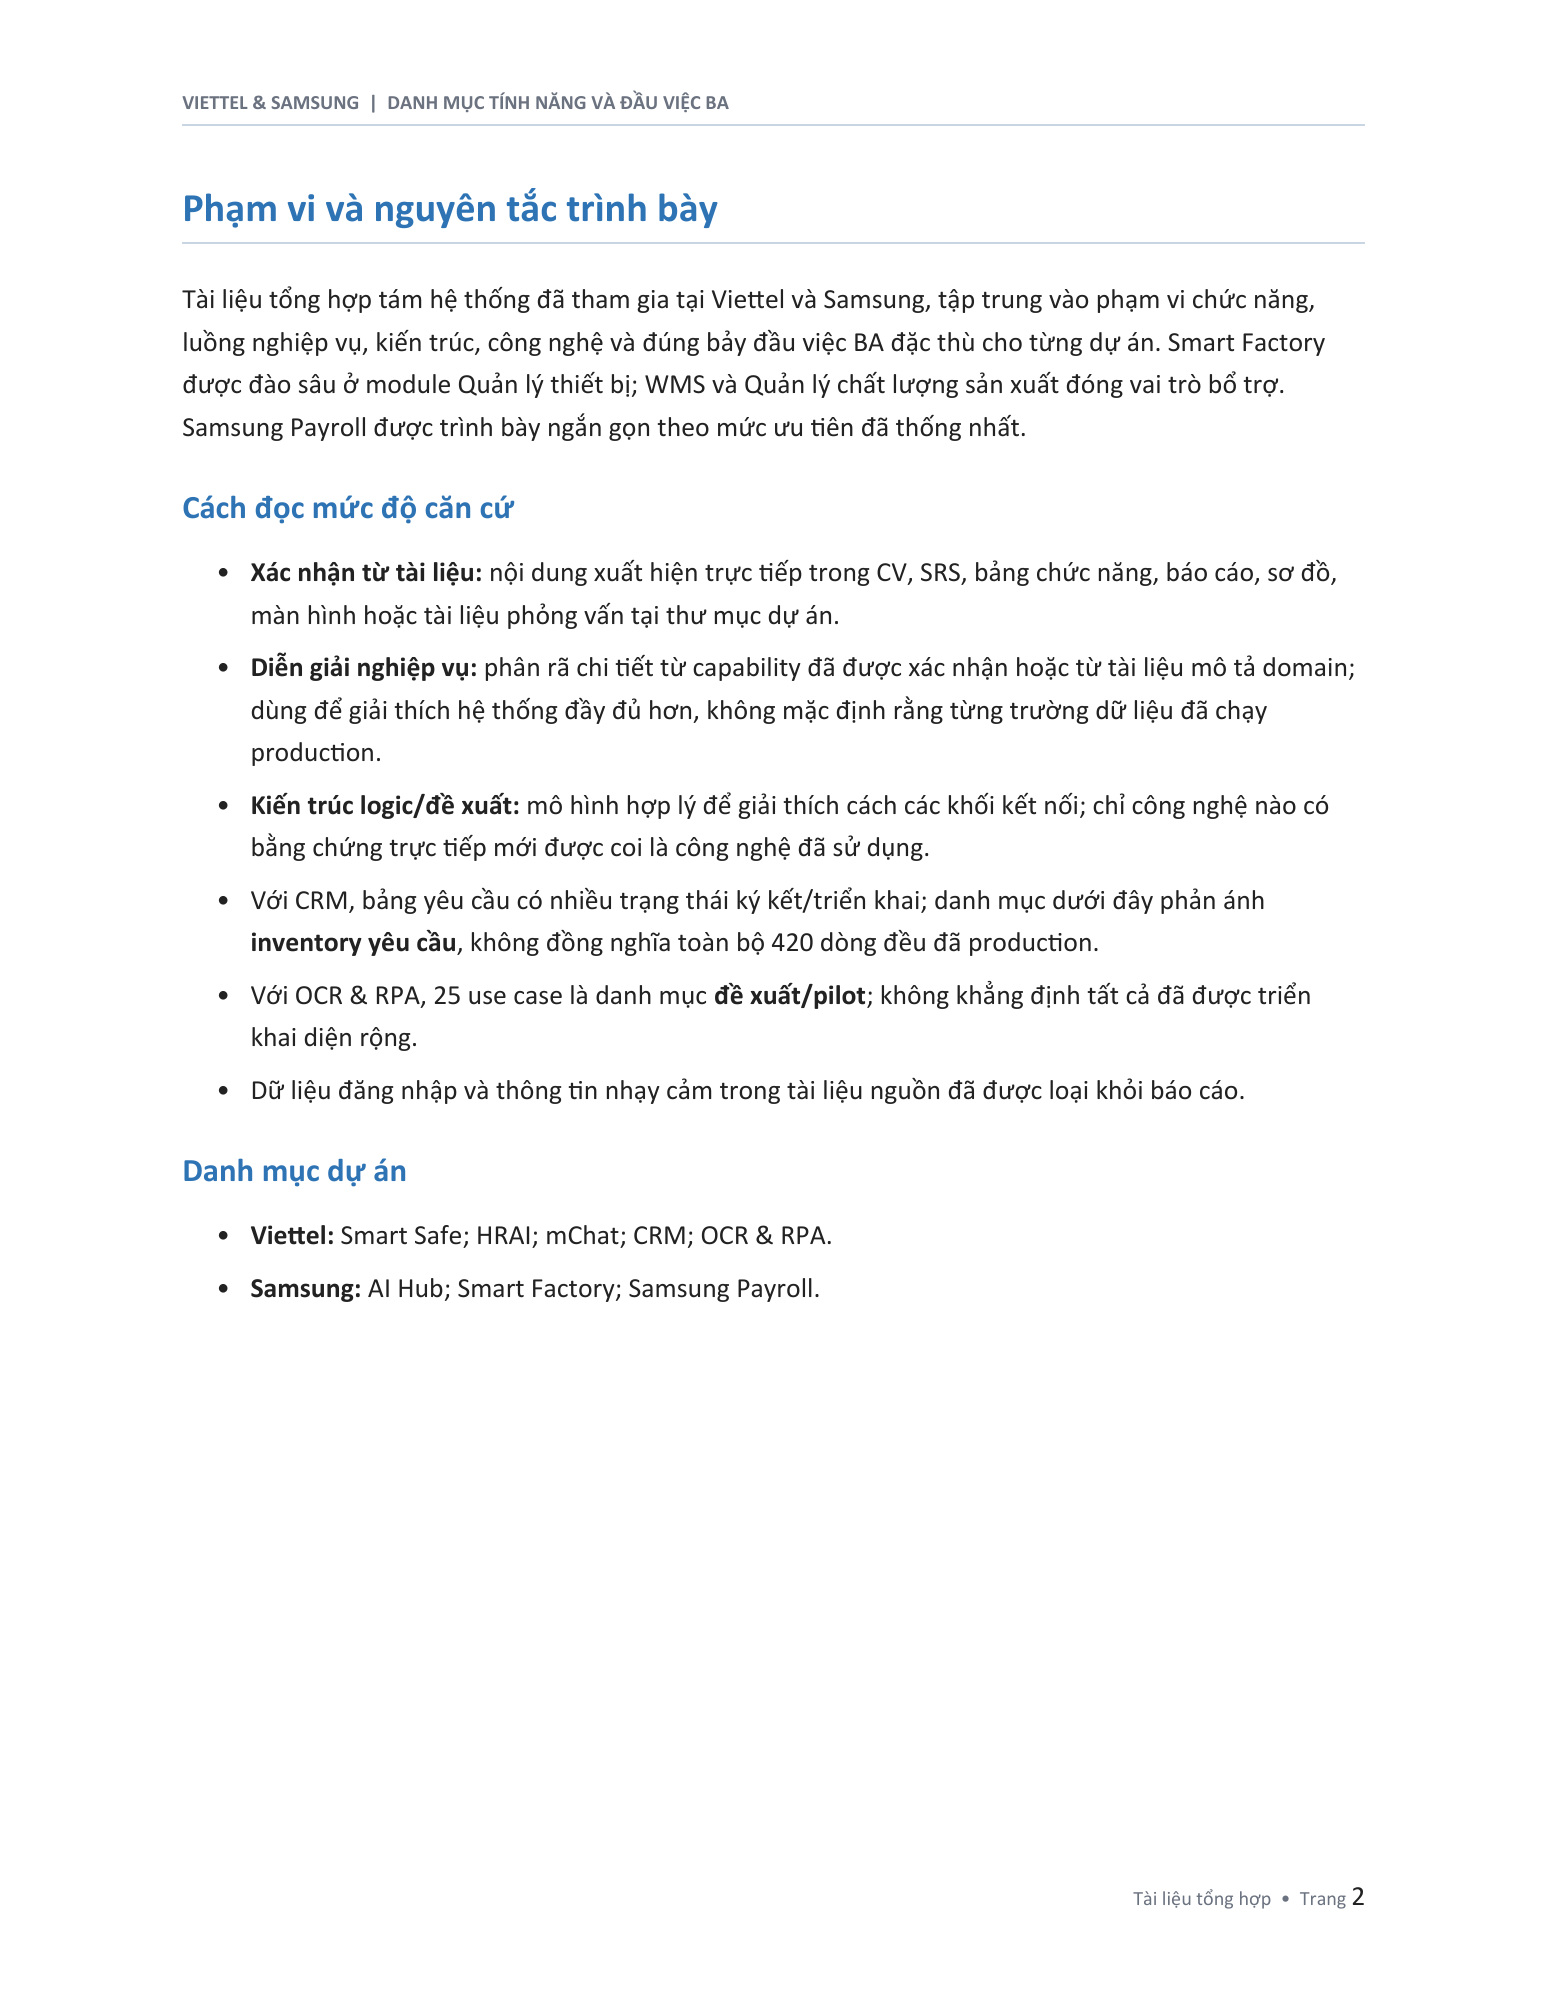 VIETTEL & SAMSUNG | DANH MỤC TÍNH NĂNG VÀ ĐẦU VIỆC BA
Phạm vi và nguyên tắc trình bày
Tài liệu tổng hợp tám hệ thống đã tham gia tại Viettel và Samsung, tập trung vào phạm vi chức năng,
luồng nghiệp vụ, kiến trúc, công nghệ và đúng bảy đầu việc BA đặc thù cho từng dự án. Smart Factory
được đào sâu ở module Quản lý thiết bị; WMS và Quản lý chất lượng sản xuất đóng vai trò bổ trợ.
Samsung Payroll được trình bày ngắn gọn theo mức ưu tiên đã thống nhất.
Cách đọc mức độ căn cứ
• Xác nhận từ tài liệu: nội dung xuất hiện trực tiếp trong CV, SRS, bảng chức năng, báo cáo, sơ đồ,
màn hình hoặc tài liệu phỏng vấn tại thư mục dự án.
• Diễn giải nghiệp vụ: phân rã chi tiết từ capability đã được xác nhận hoặc từ tài liệu mô tả domain;
dùng để giải thích hệ thống đầy đủ hơn, không mặc định rằng từng trường dữ liệu đã chạy
production.
• Kiến trúc logic/đề xuất: mô hình hợp lý để giải thích cách các khối kết nối; chỉ công nghệ nào có
bằng chứng trực tiếp mới được coi là công nghệ đã sử dụng.
• Với CRM, bảng yêu cầu có nhiều trạng thái ký kết/triển khai; danh mục dưới đây phản ánh
inventory yêu cầu, không đồng nghĩa toàn bộ 420 dòng đều đã production.
• Với OCR & RPA, 25 use case là danh mục đề xuất/pilot; không khẳng định tất cả đã được triển
khai diện rộng.
• Dữ liệu đăng nhập và thông tin nhạy cảm trong tài liệu nguồn đã được loại khỏi báo cáo.
Danh mục dự án
• Viettel: Smart Safe; HRAI; mChat; CRM; OCR & RPA.
• Samsung: AI Hub; Smart Factory; Samsung Payroll.
Tài liệu tổng hợp • Trang 2